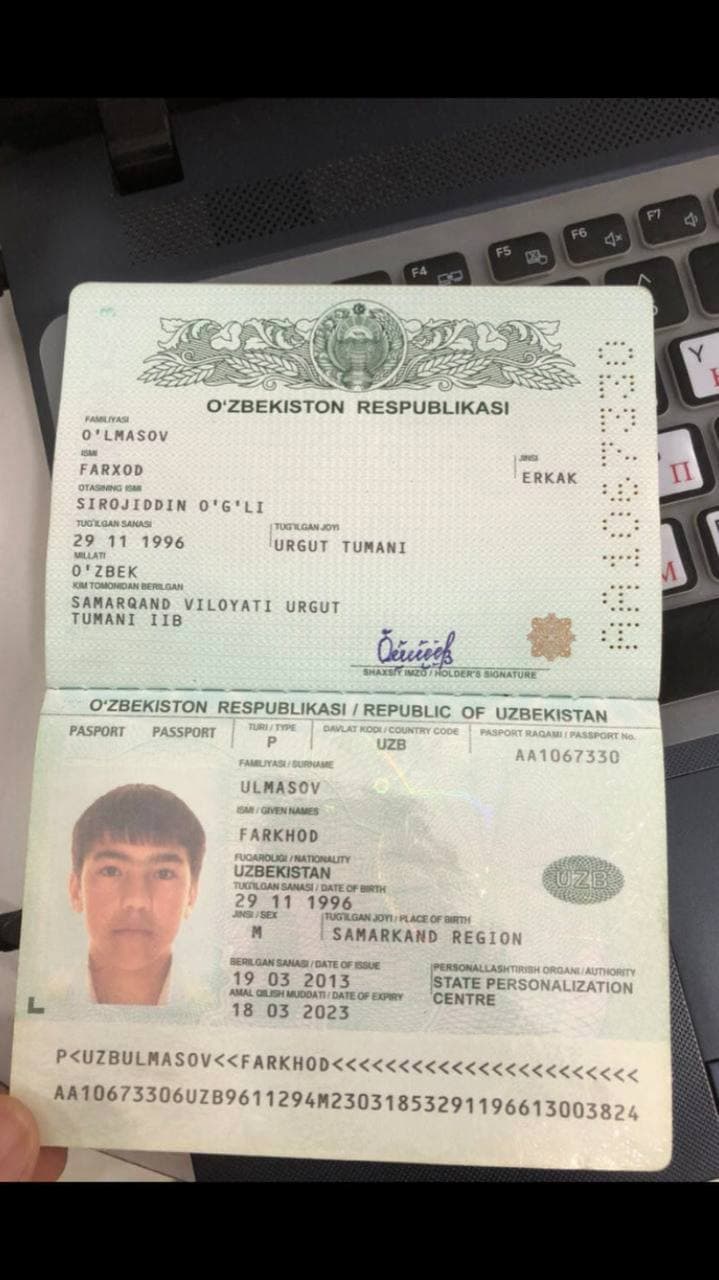 O'ZBEKISTON RESPUBLIKASI
FAMILIYASI
O'LMASOV
ISMI
FARXOD
JINSI
ERKAK
OTASINING ISMI
SIROJIDDIN O'G'LI
TUG'ILGAN SANASI
29 11 1996
TUG'ILGAN JOYI
URGUT TUMANI
MILLATI
O'ZBEK
KIM TOMONIDAN BERILGAN
SAMARQAND VILOYATI URGUT
TUMANI IIB
SHAXSIY IMZO / HOLDER'S SIGNATURE
AA1067330
O'ZBEKISTON RESPUBLIKASI / REPUBLIC OF UZBEKISTAN
PASPORT PASSPORT
TURI / TYPE
P
DAVLAT KODI / COUNTRY CODE
UZB
PASPORT RAQAMI / PASSPORT No.
AA1067330
FAMILIYASI / SURNAME
ULMASOV
ISMI / GIVEN NAMES
FARKHOD
FUQAROLIGI / NATIONALITY
UZBEKISTAN
TUG'ILGAN SANASI / DATE OF BIRTH
29 11 1996
JINSI / SEX
M
TUG'ILGAN JOYI / PLACE OF BIRTH
SAMARKAND REGION
UZB
BERILGAN SANASI / DATE OF ISSUE
19 03 2013
AMAL QILISH MUDDATI / DATE OF EXPIRY
18 03 2023
PERSONALLASHTIRISH ORGANI / AUTHORITY
STATE PERSONALIZATION
CENTRE
P<UZBULMASOV<<FARKHOD<<<<<<<<<<<<<<<<<<<<<<<
AA10673306UZB9611294M23031853291196613003824
F4
F5
F6
F7
Y
П
М